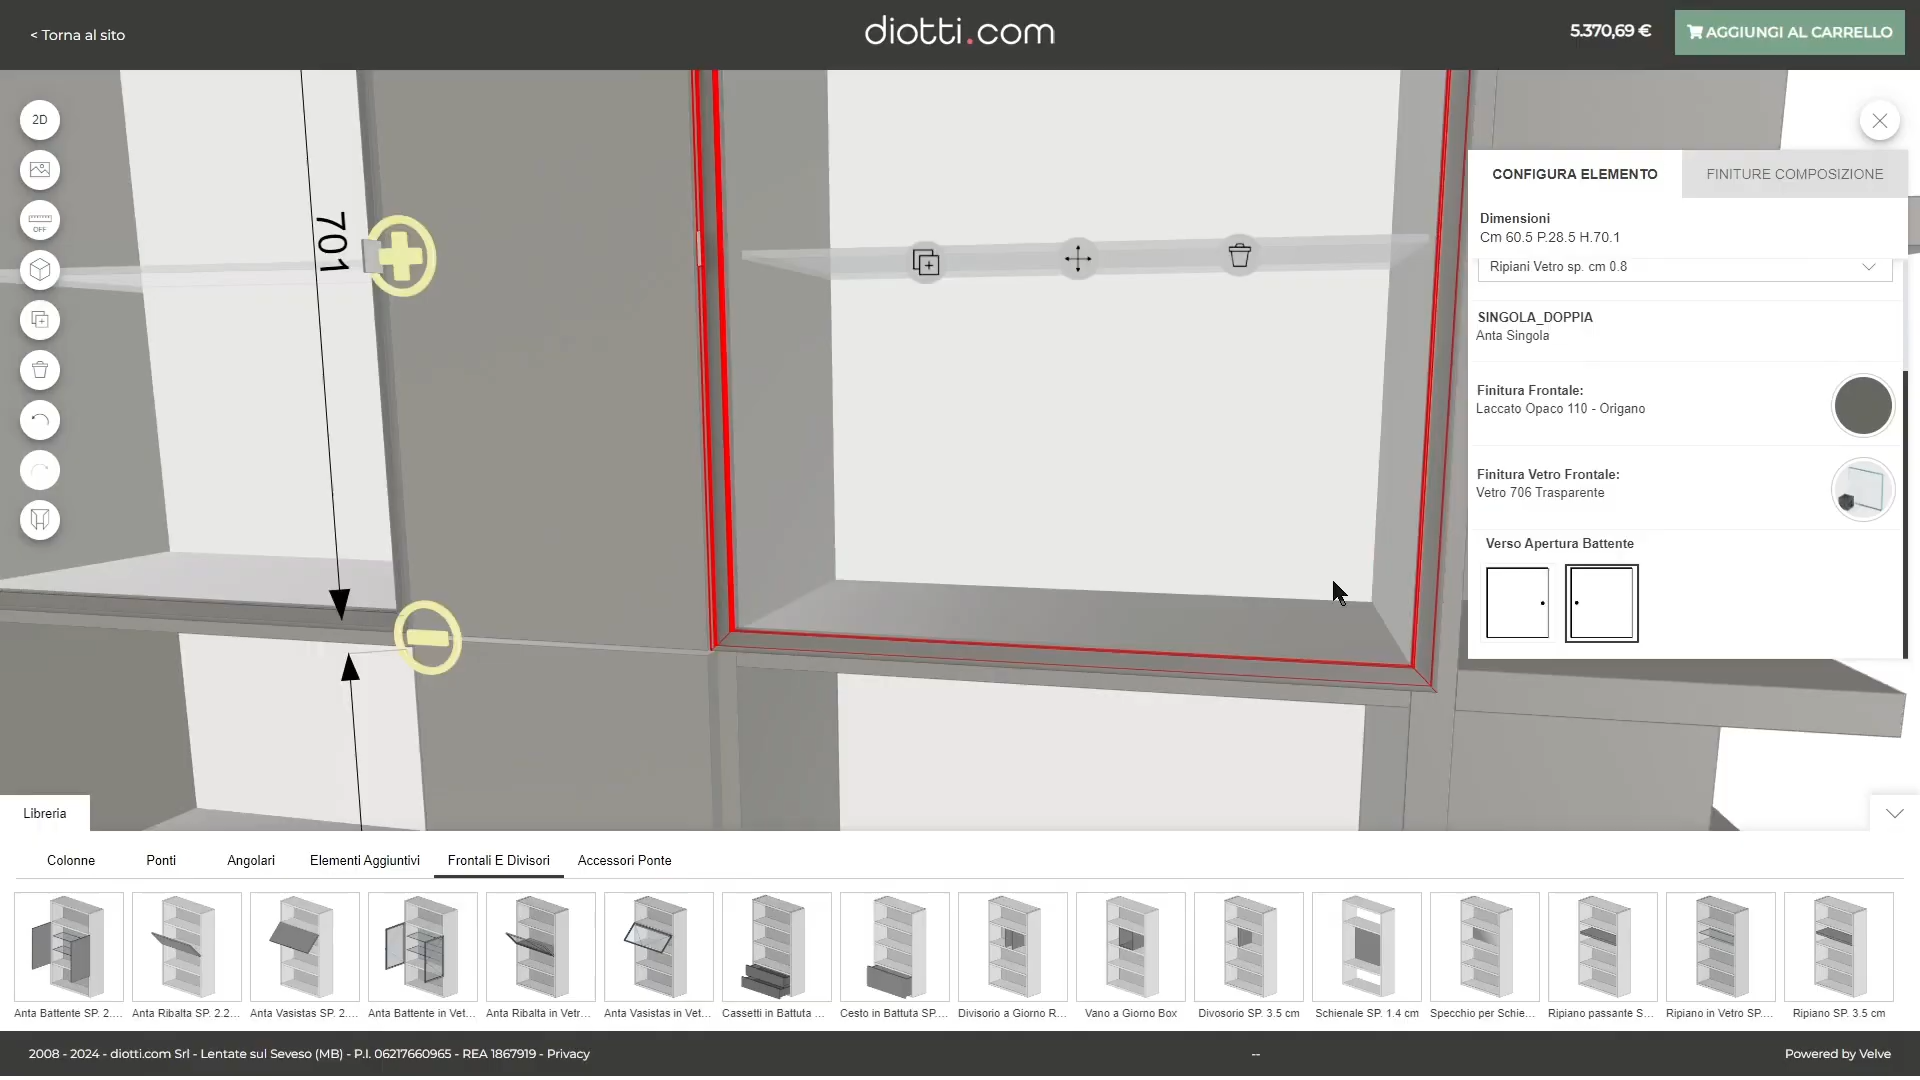 < Torna al sito
diotti.com
5.370,69 €
AGGIUNGI AL CARRELLO
2D
OFF
701
CONFIGURA ELEMENTO
FINITURE COMPOSIZIONE
Dimensioni
Cm 60.5 P.28.5 H.70.1
Ripiani Vetro sp. cm 0.8
SINGOLA_DOPPIA
Anta Singola
Finitura Frontale:
Laccato Opaco 110 - Origano
Finitura Vetro Frontale:
Vetro 706 Trasparente
Verso Apertura Battente
Libreria
Colonne
Ponti
Angolari
Elementi Aggiuntivi
Frontali E Divisori
Accessori Ponte
Anta Battente SP. 2....
Anta Ribalta SP. 2.2...
Anta Vasistas SP. 2....
Anta Battente in Vet...
Anta Ribalta in Vetr...
Anta Vasistas in Vet...
Cassetti in Battuta ...
Cesto in Battuta SP....
Divisorio a Giorno R...
Vano a Giorno Box
Divosorio SP. 3.5 cm
Schienale SP. 1.4 cm
Specchio per Schie...
Ripiano passante S...
Ripiano in Vetro SP....
Ripiano SP. 3.5 cm
2008 - 2024 - diotti.com Srl - Lentate sul Seveso (MB) - P.I. 06217660965 - REA 1867919 - Privacy
--
Powered by Velve